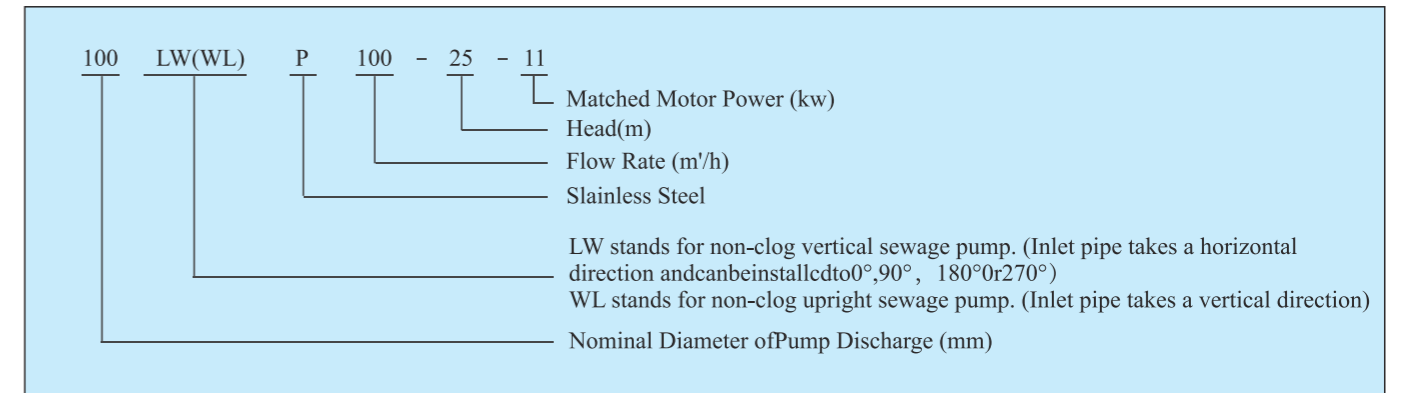 100 LW(WL) P 100 - 25 - 11
Matched Motor Power (kw)
Head(m)
Flow Rate (m'/h)
Slainless Steel
LW stands for non-clog vertical sewage pump. (Inlet pipe takes a horizontal
direction andcanbeinstallcdto0°,90°, 180°0r270°)
WL stands for non-clog upright sewage pump. (Inlet pipe takes a vertical direction)
Nominal Diameter ofPump Discharge (mm)